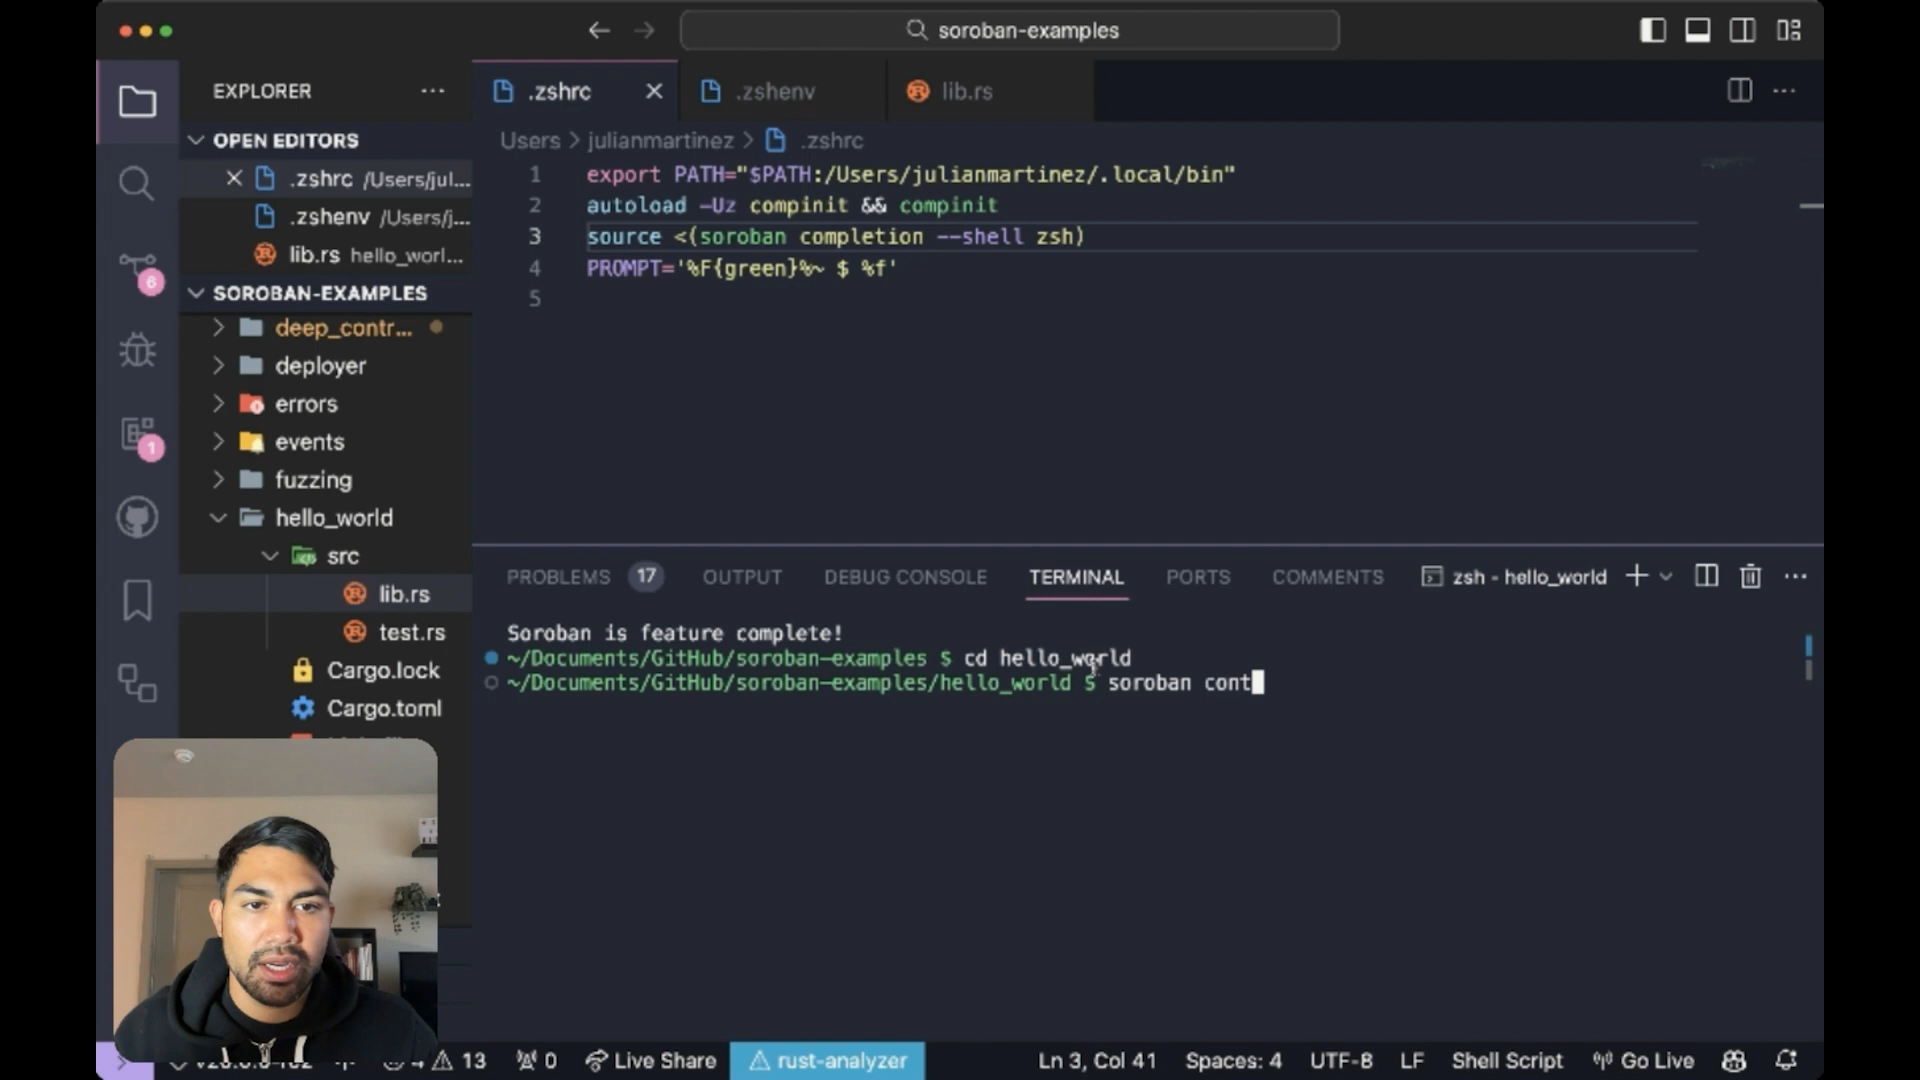 soroban-examples
EXPLORER
.zshrc
.zshenv
lib.rs
OPEN EDITORS
.zshrc /Users/jul...
.zshenv /Users/j...
lib.rs hello_worl...
SOROBAN-EXAMPLES
deep_contr...
deployer
errors
events
fuzzing
hello_world
src
lib.rs
test.rs
Cargo.lock
Cargo.toml
6
1
Users > julianmartinez > .zshrc
1 export PATH="$PATH:/Users/julianmartinez/.local/bin"
2 autoload -Uz compinit && compinit
3 source <(soroban completion --shell zsh)
4 PROMPT='%F{green}%~ $ %f'
5
PROBLEMS 17 OUTPUT DEBUG CONSOLE TERMINAL PORTS COMMENTS zsh - hello_world
Soroban is feature complete!
~/Documents/GitHub/soroban-examples $ cd hello_world
~/Documents/GitHub/soroban-examples/hello_world $ soroban cont
13 0 Live Share rust-analyzer Ln 3, Col 41 Spaces: 4 UTF-8 LF Shell Script Go Live